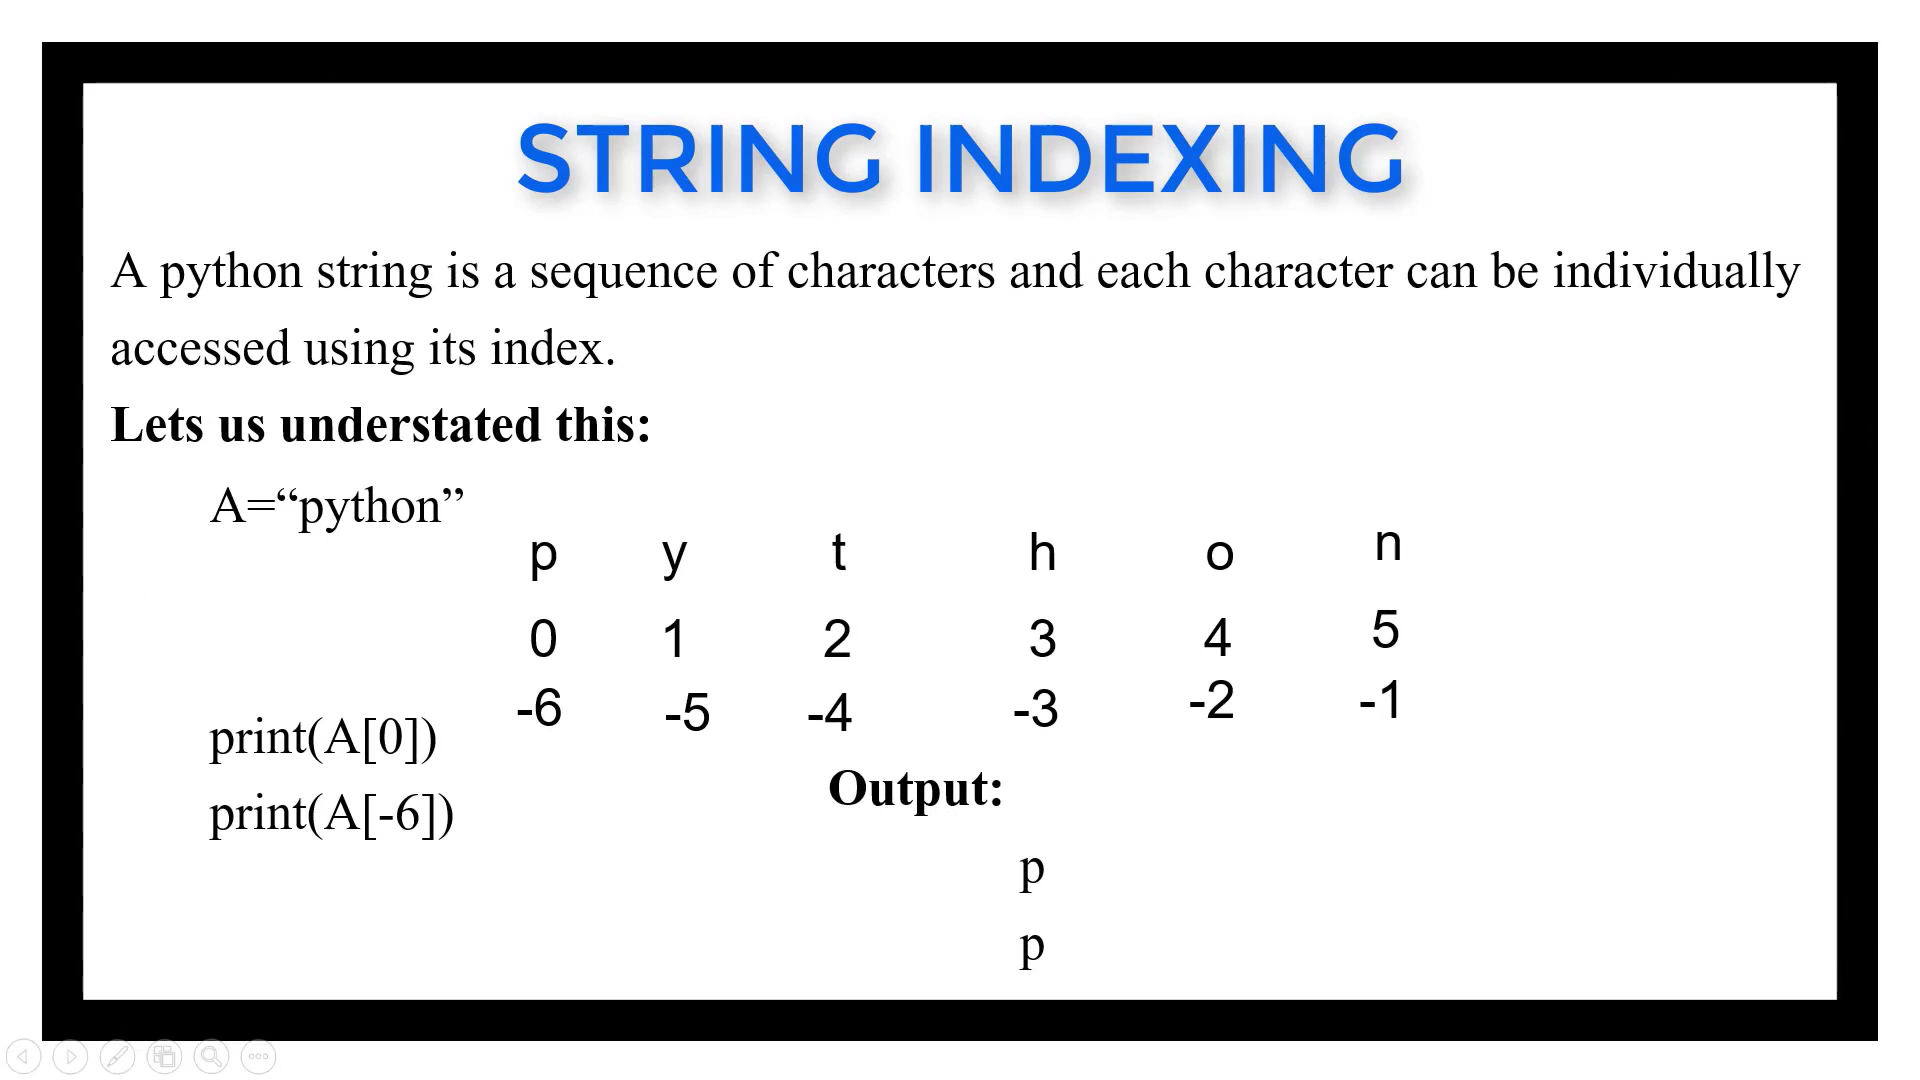 STRING INDEXING
A python string is a sequence of characters and each character can be individually
accessed using its index.
Lets us understated this:
A=“python”
p y t h o n
0 1 2 3 4 5
-6 -5 -4 -3 -2 -1
print(A[0])
print(A[-6])
Output:
p
p